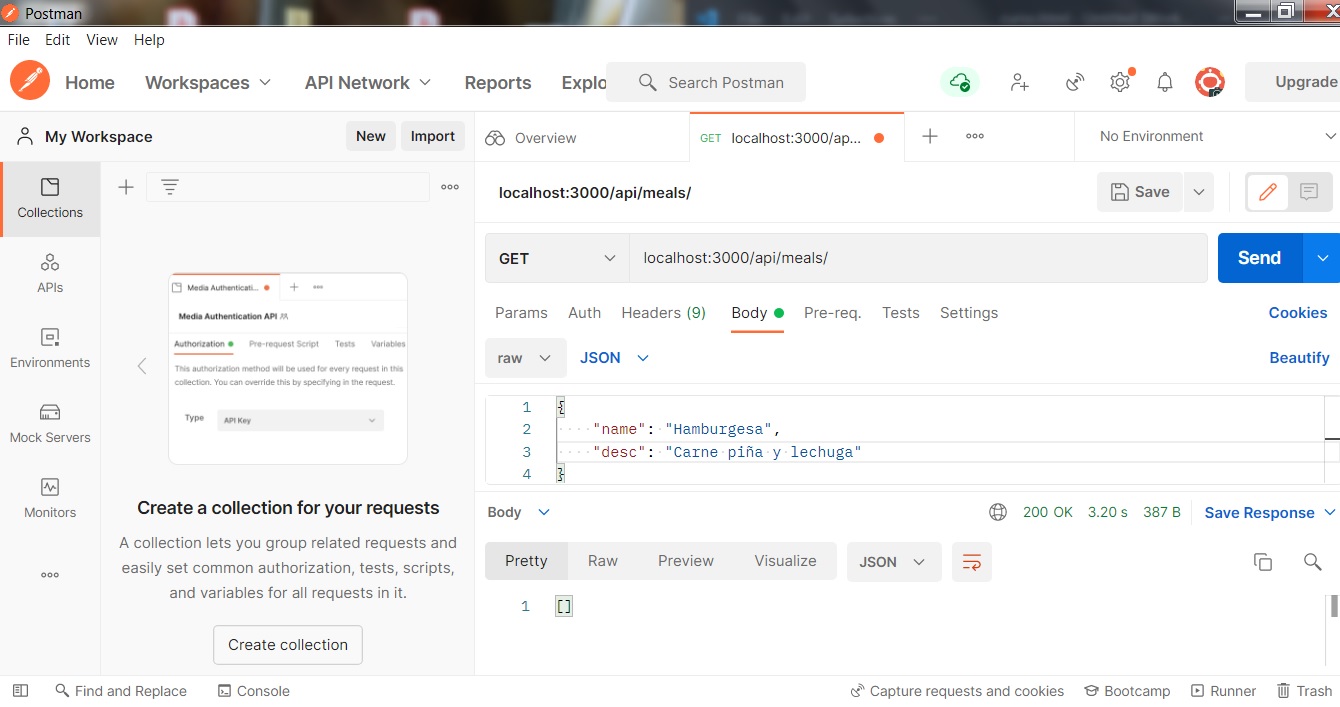 Postman
File Edit View Help
Home Workspaces API Network Reports Explo Search Postman Upgrade
My Workspace New Import Overview GET localhost:3000/ap... No Environment
Collections
APIs
Environments
Mock Servers
Monitors
Media Authenticati...
Media Authentication API
Authorization Pre-request Script Tests Variables
This authorization method will be used for every request in this
collection. You can override this by specifying in the request.
Type API Key
Create a collection for your requests
A collection lets you group related requests and
easily set common authorization, tests, scripts,
and variables for all requests in it.
Create collection
localhost:3000/api/meals/ Save
GET localhost:3000/api/meals/ Send
Params Auth Headers (9) Body Pre-req. Tests Settings Cookies
raw JSON Beautify
1 {
2 "name": "Hamburgesa",
3 "desc": "Carne piña y lechuga"
4 }
Body 200 OK 3.20 s 387 B Save Response
Pretty Raw Preview Visualize JSON
1 []
Find and Replace Console Capture requests and cookies Bootcamp Runner Trash